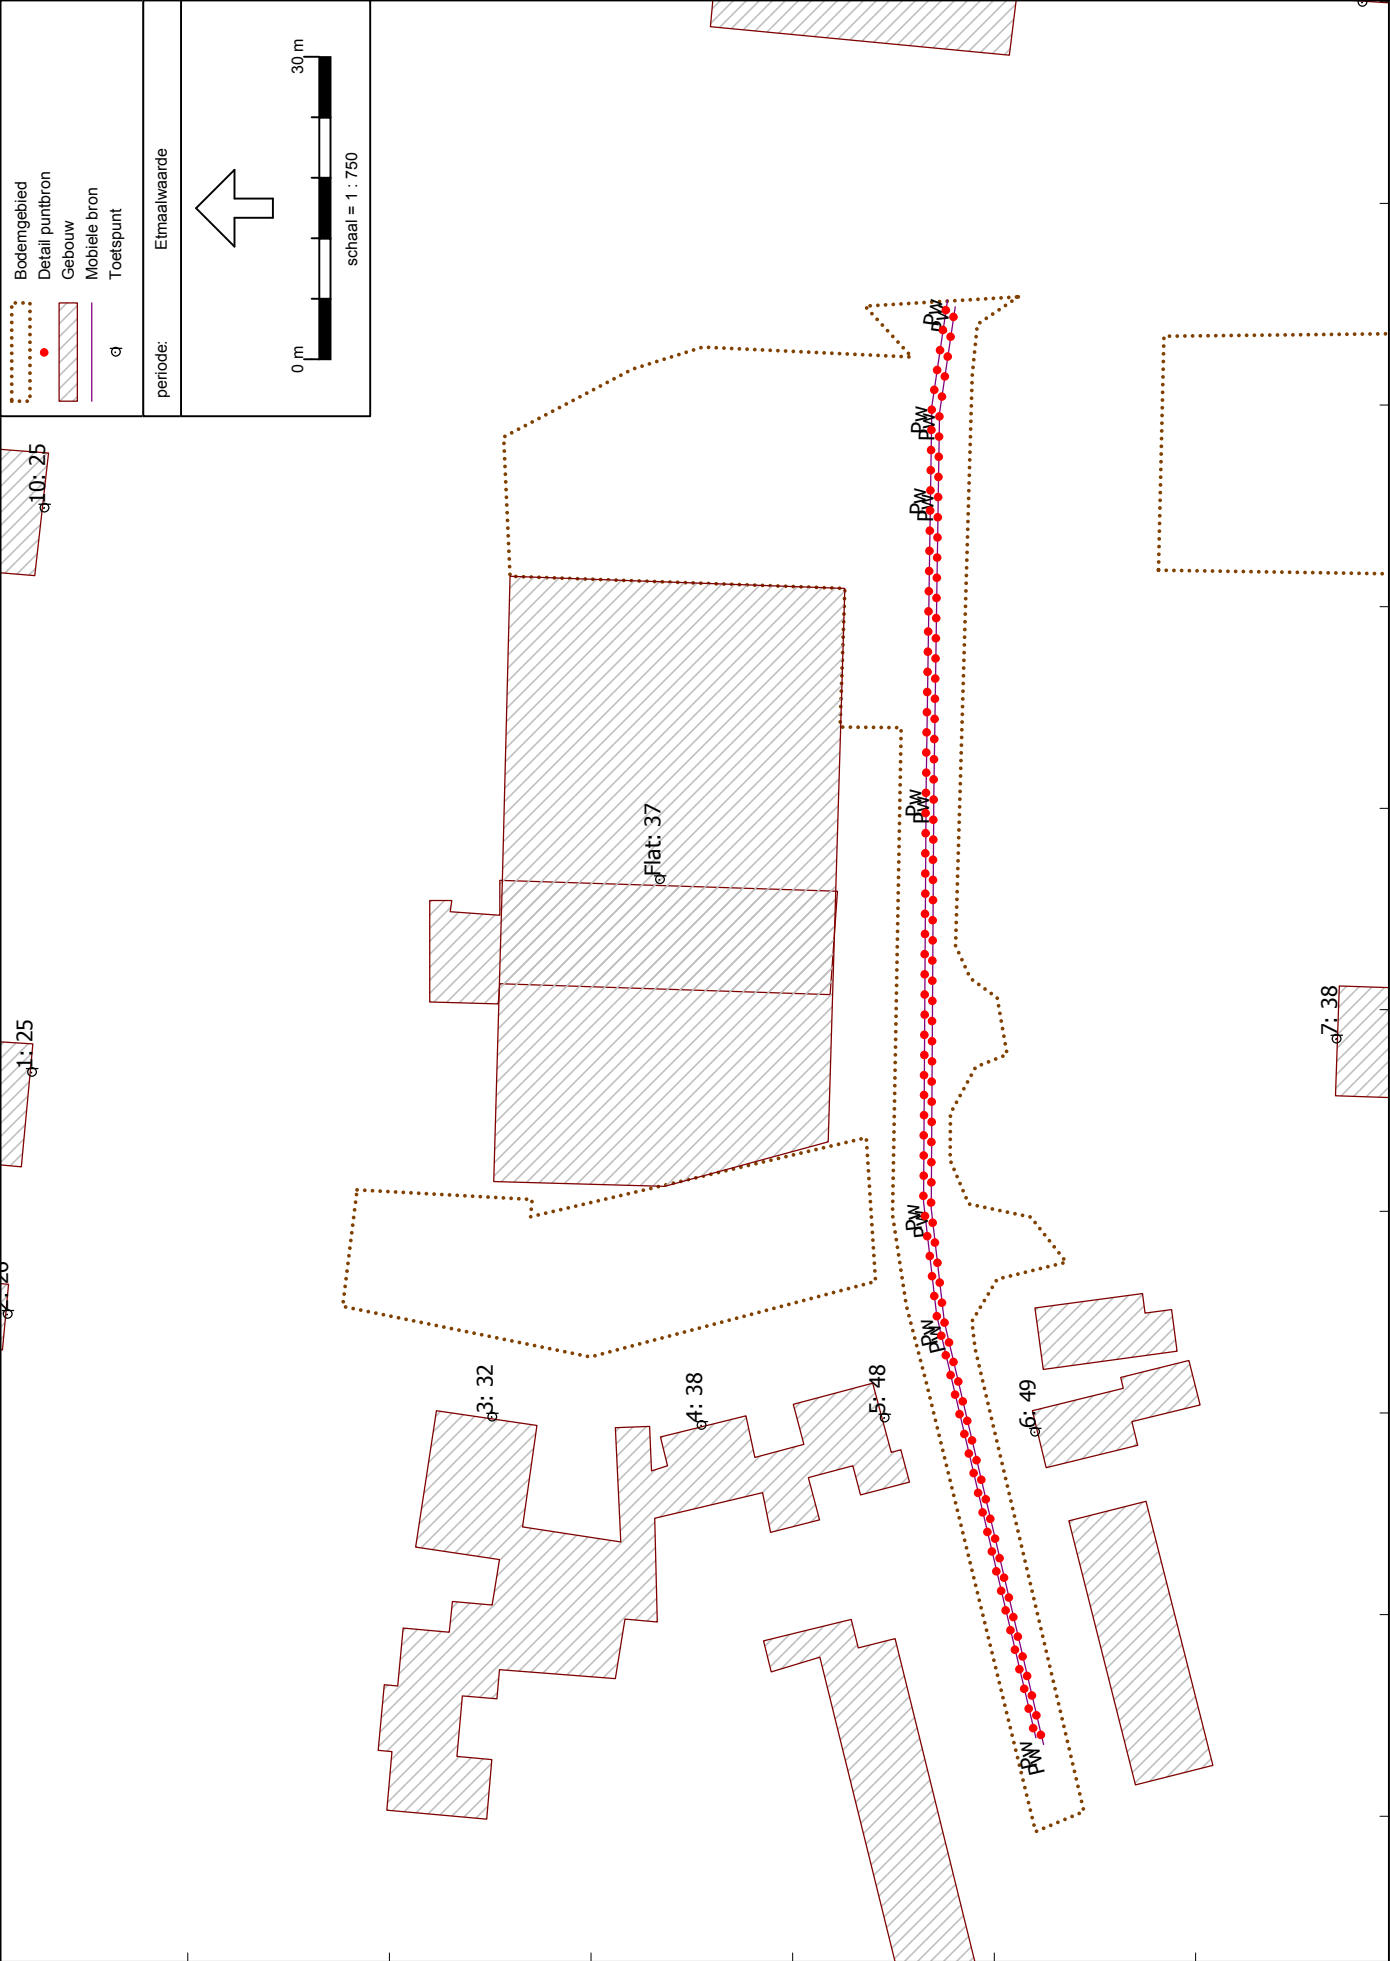 Bodemgebied
Detail puntbron
Gebouw
Mobiele bron
Toetspunt
periode: Etmaalwaarde
0 m 30 m
schaal = 1 : 750
10: 25
1: 25
Flat: 37
3: 32
4: 38
5: 48
6: 49
7: 38
Pw
Pw
Pw
Pw
Pw
Pw
Pw
Pw
Pw
Pw
Pw
Pw
Pw
Pw